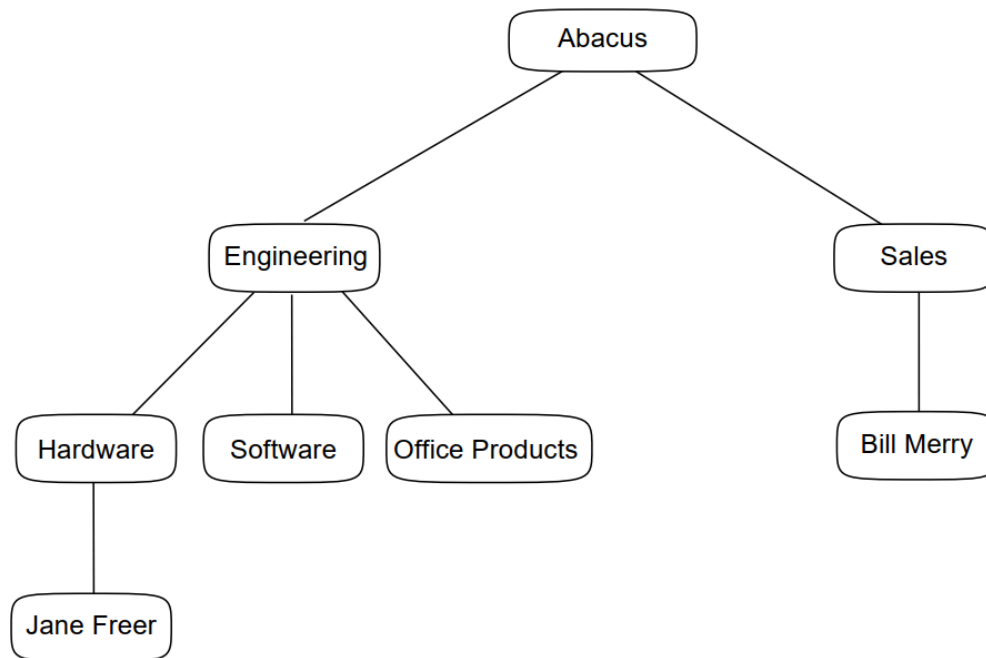 Abacus
Engineering
Sales
Hardware
Software
Office Products
Bill Merry
Jane Freer